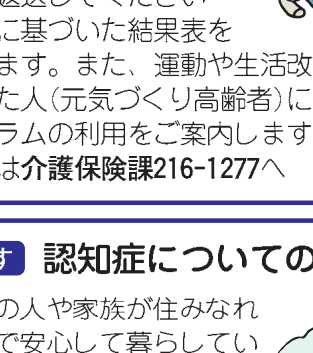 返送してください
に基づいた結果表を
ます。また、運動や生活改
た人(元気づくり高齢者)に
ラムの利用をご案内します
は介護保険課216-1277へ
す 認知症についての
の人や家族が住みなれ
で安心して暮らしてい